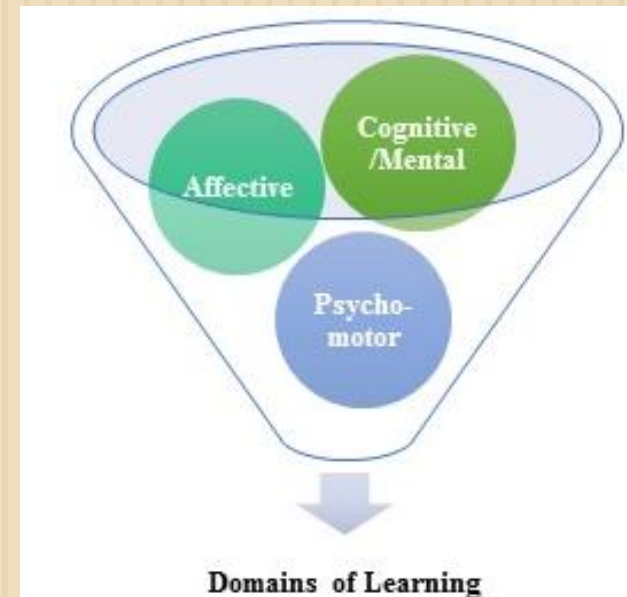 Cognitive
/Mental
Affective
Psycho-
motor
Domains of Learning